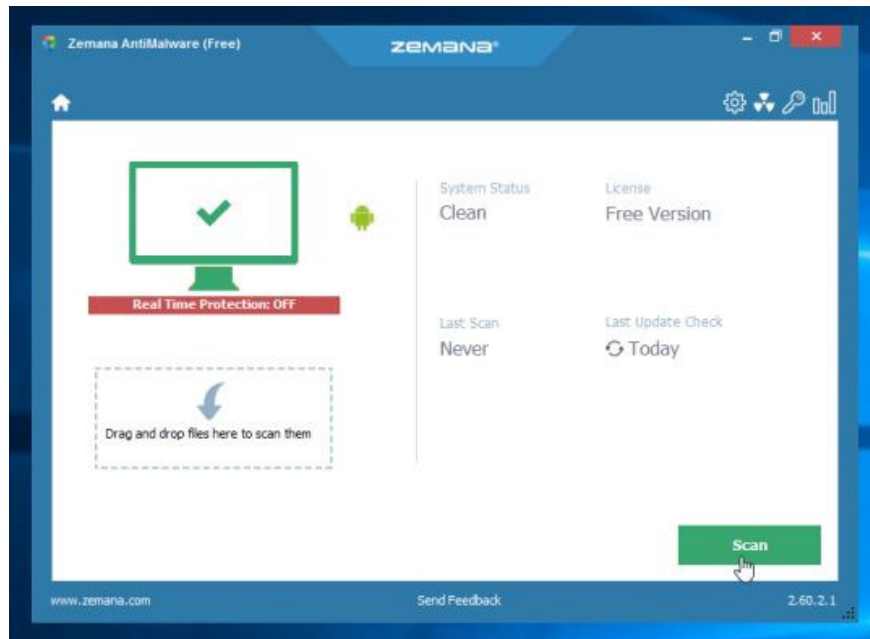 Zemana AntiMalware (Free)
ZEMANA®
System Status
Clean
License
Free Version
Real Time Protection: OFF
Last Scan
Never
Last Update Check
Today
Drag and drop files here to scan them
Scan
www.zemana.com
Send Feedback
2.60.2.1